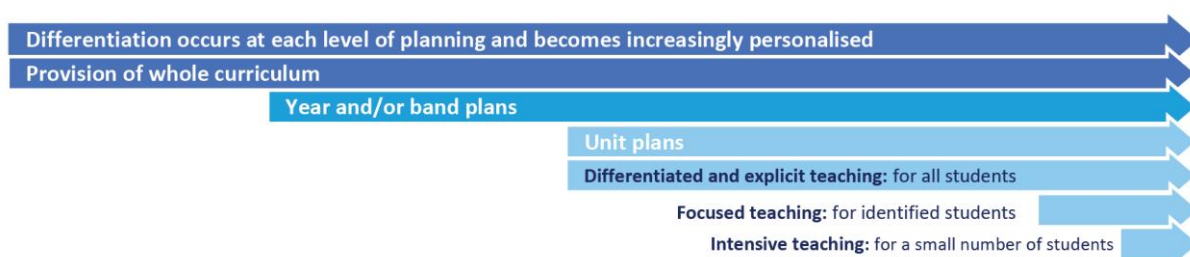 Differentiation occurs at each level of planning and becomes increasingly personalised
Provision of whole curriculum
Year and/or band plans
Unit plans
Differentiated and explicit teaching: for all students
Focused teaching: for identified students
Intensive teaching: for a small number of students